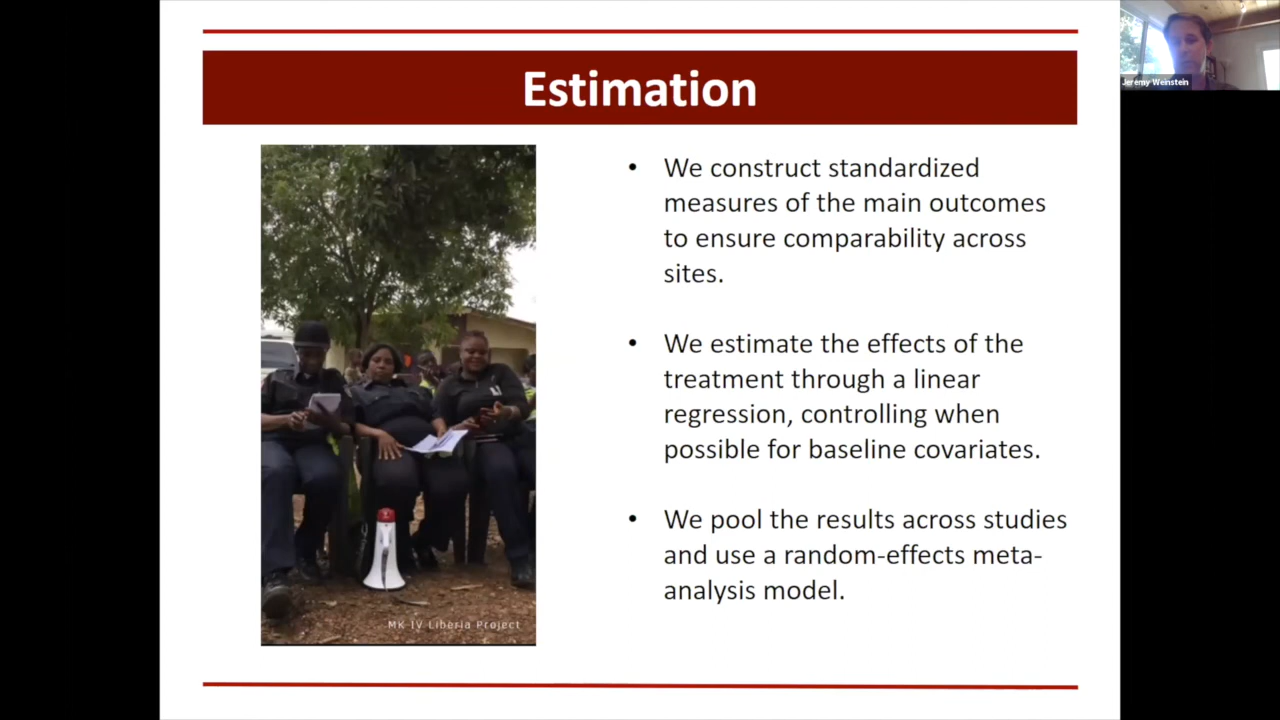 Jeremy Weinstein
Estimation
• We construct standardized
measures of the main outcomes
to ensure comparability across
sites.
• We estimate the effects of the
treatment through a linear
regression, controlling when
possible for baseline covariates.
• We pool the results across studies
and use a random-effects meta-
analysis model.
MK IV Liberia Project